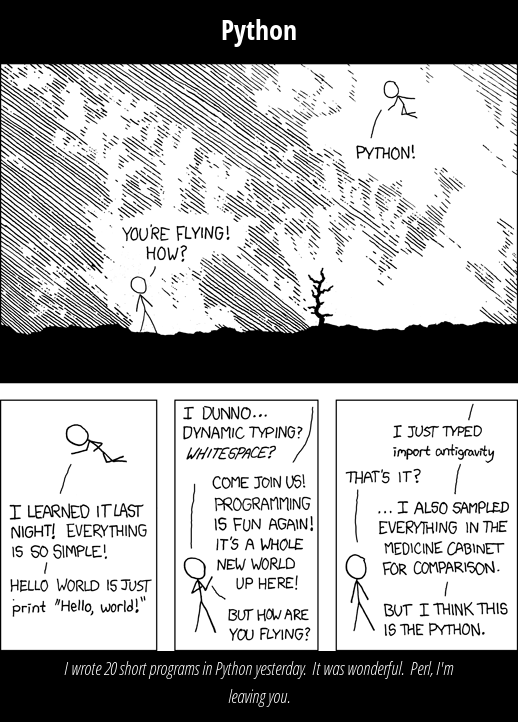 Python
PYTHON!
YOU'RE FLYING!
HOW?
I LEARNED IT LAST
NIGHT! EVERYTHING
IS SO SIMPLE!
HELLO WORLD IS JUST
print "Hello, world!"
I DUNNO...
DYNAMIC TYPING?
WHITESPACE?
COME JOIN US!
PROGRAMMING
IS FUN AGAIN!
IT'S A WHOLE
NEW WORLD
UP HERE!
BUT HOW ARE
YOU FLYING?
I JUST TYPED
import antigravity
THAT'S IT?
...I ALSO SAMPLED
EVERYTHING IN THE
MEDICINE CABINET
FOR COMPARISON.
BUT I THINK THIS
IS THE PYTHON.
I wrote 20 short programs in Python yesterday. It was wonderful. Perl, I'm
leaving you.